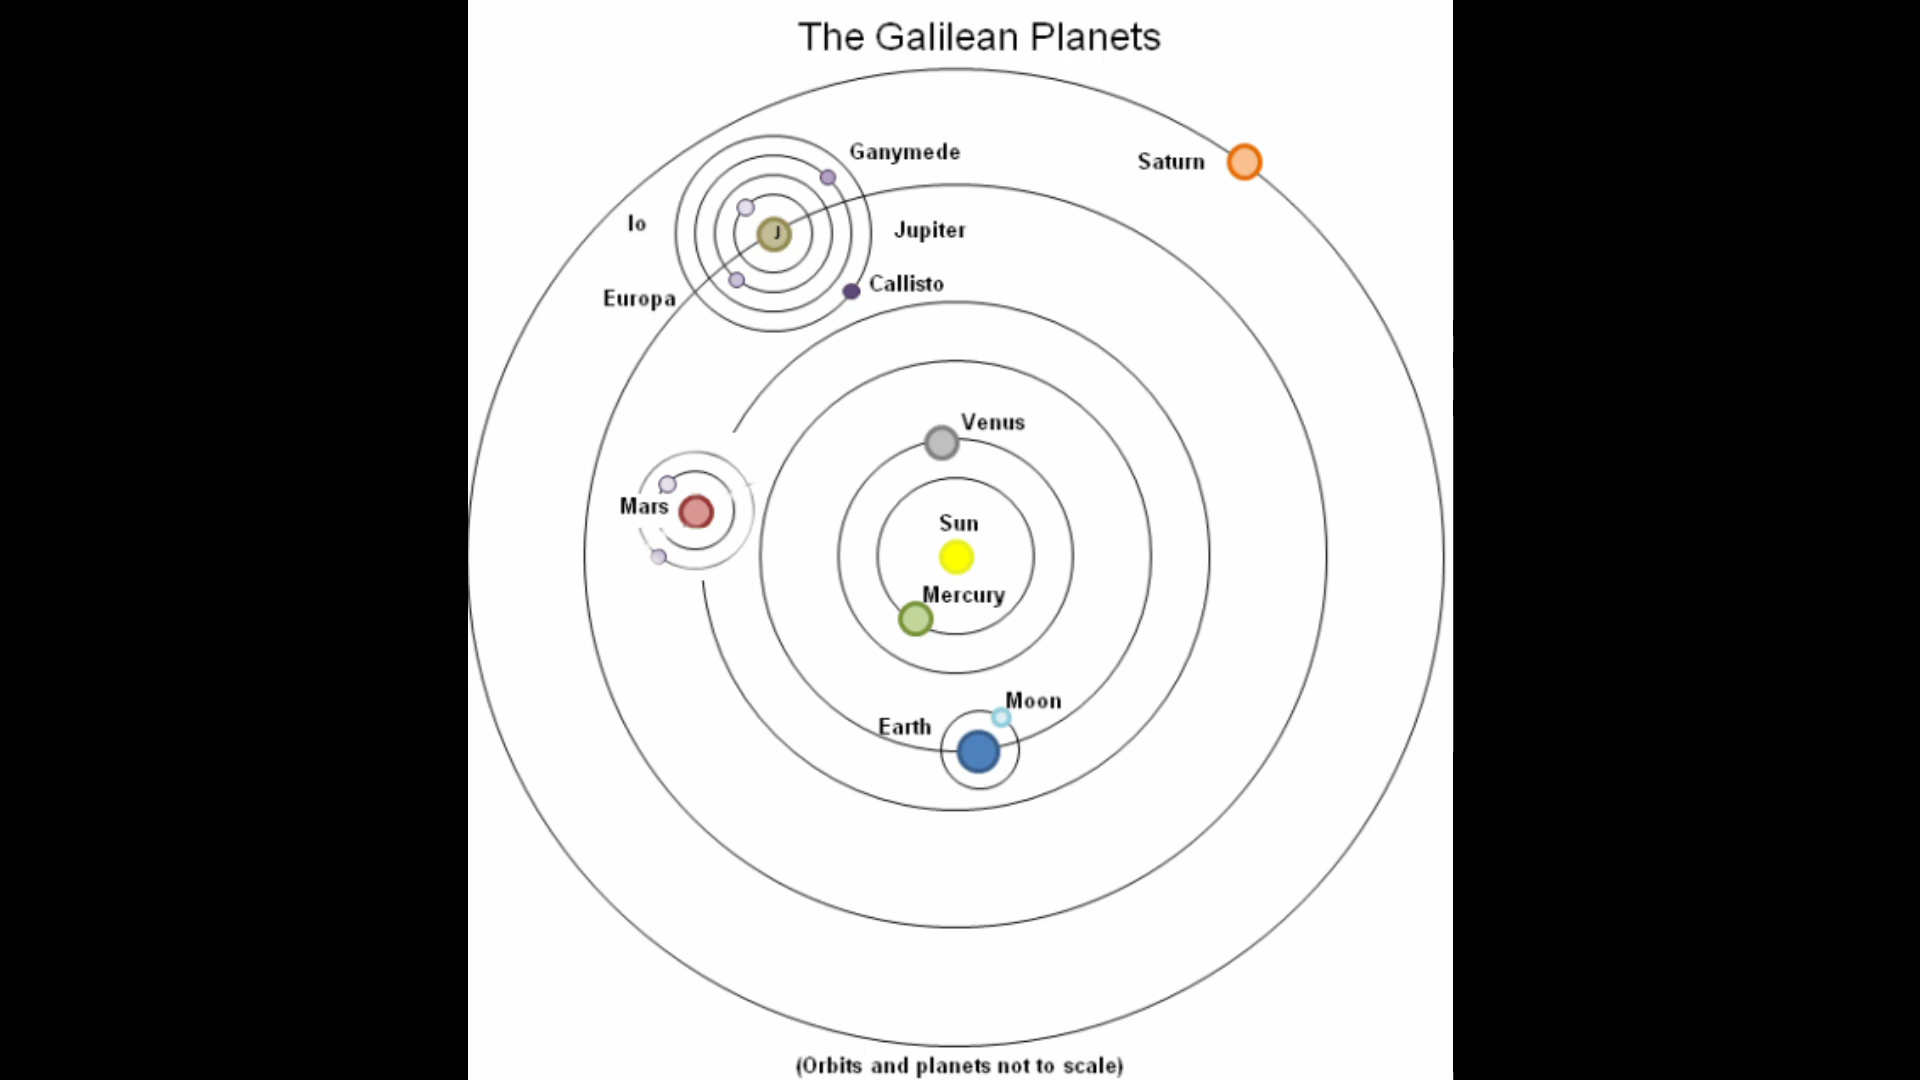 The Galilean Planets
Ganymede
Saturn
Io
J
Jupiter
Callisto
Europa
Venus
Mars
Sun
Mercury
Moon
Earth
(Orbits and planets not to scale)